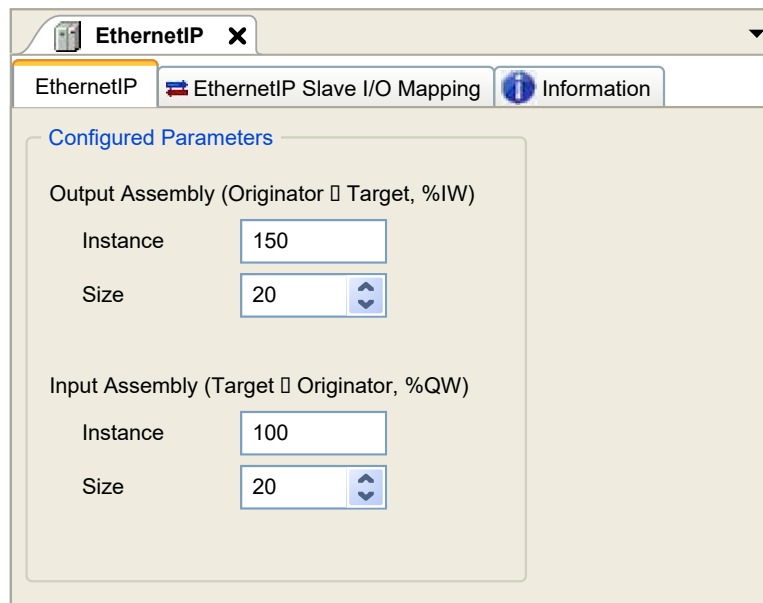 EthernetIP
EthernetIP
EthernetIP Slave I/O Mapping
Information
Configured Parameters
Output Assembly (Originator ▯ Target, %IW)
Instance
150
Size
20
Input Assembly (Target ▯ Originator, %QW)
Instance
100
Size
20